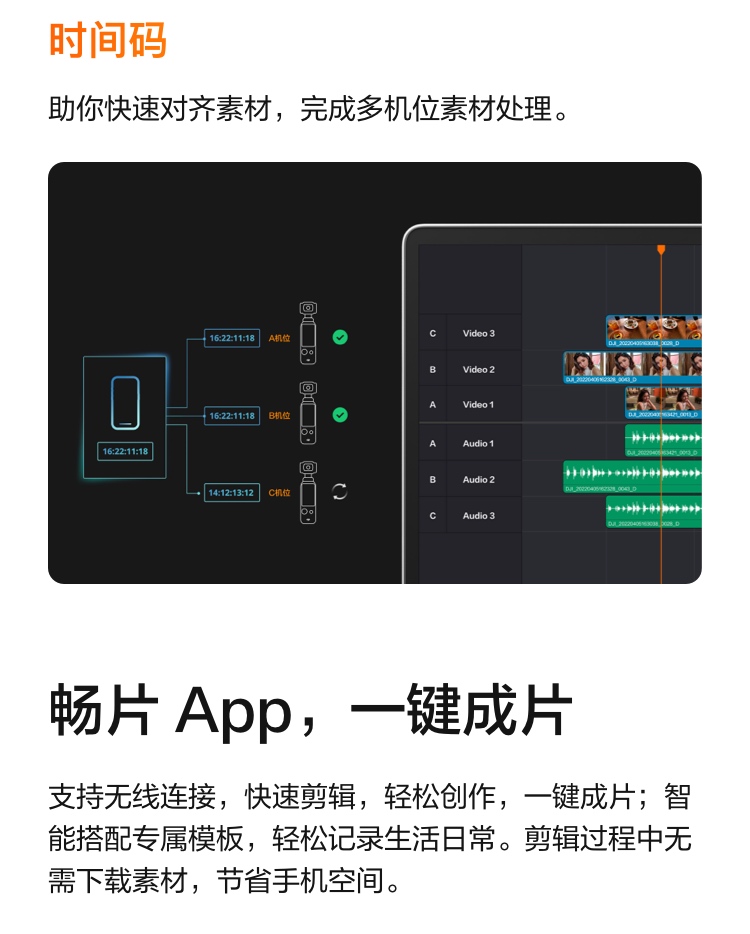 时间码
助你快速对齐素材，完成多机位素材处理。
16:22:11:18 A机位
16:22:11:18 B机位
16:22:11:18
14:12:13:12 C机位
C Video 3
DJI_20220405163038_0028_D
B Video 2
DJI_20220405162328_0043_D
A Video 1
DJI_20220405163421_0013_D
A Audio 1
DJI_20220405163421_0013_D
B Audio 2
DJI_20220405162328_0043_D
C Audio 3
DJI_20220405163038_0028_D
畅片 App，一键成片
支持无线连接，快速剪辑，轻松创作，一键成片；智
能搭配专属模板，轻松记录生活日常。剪辑过程中无
需下载素材，节省手机空间。